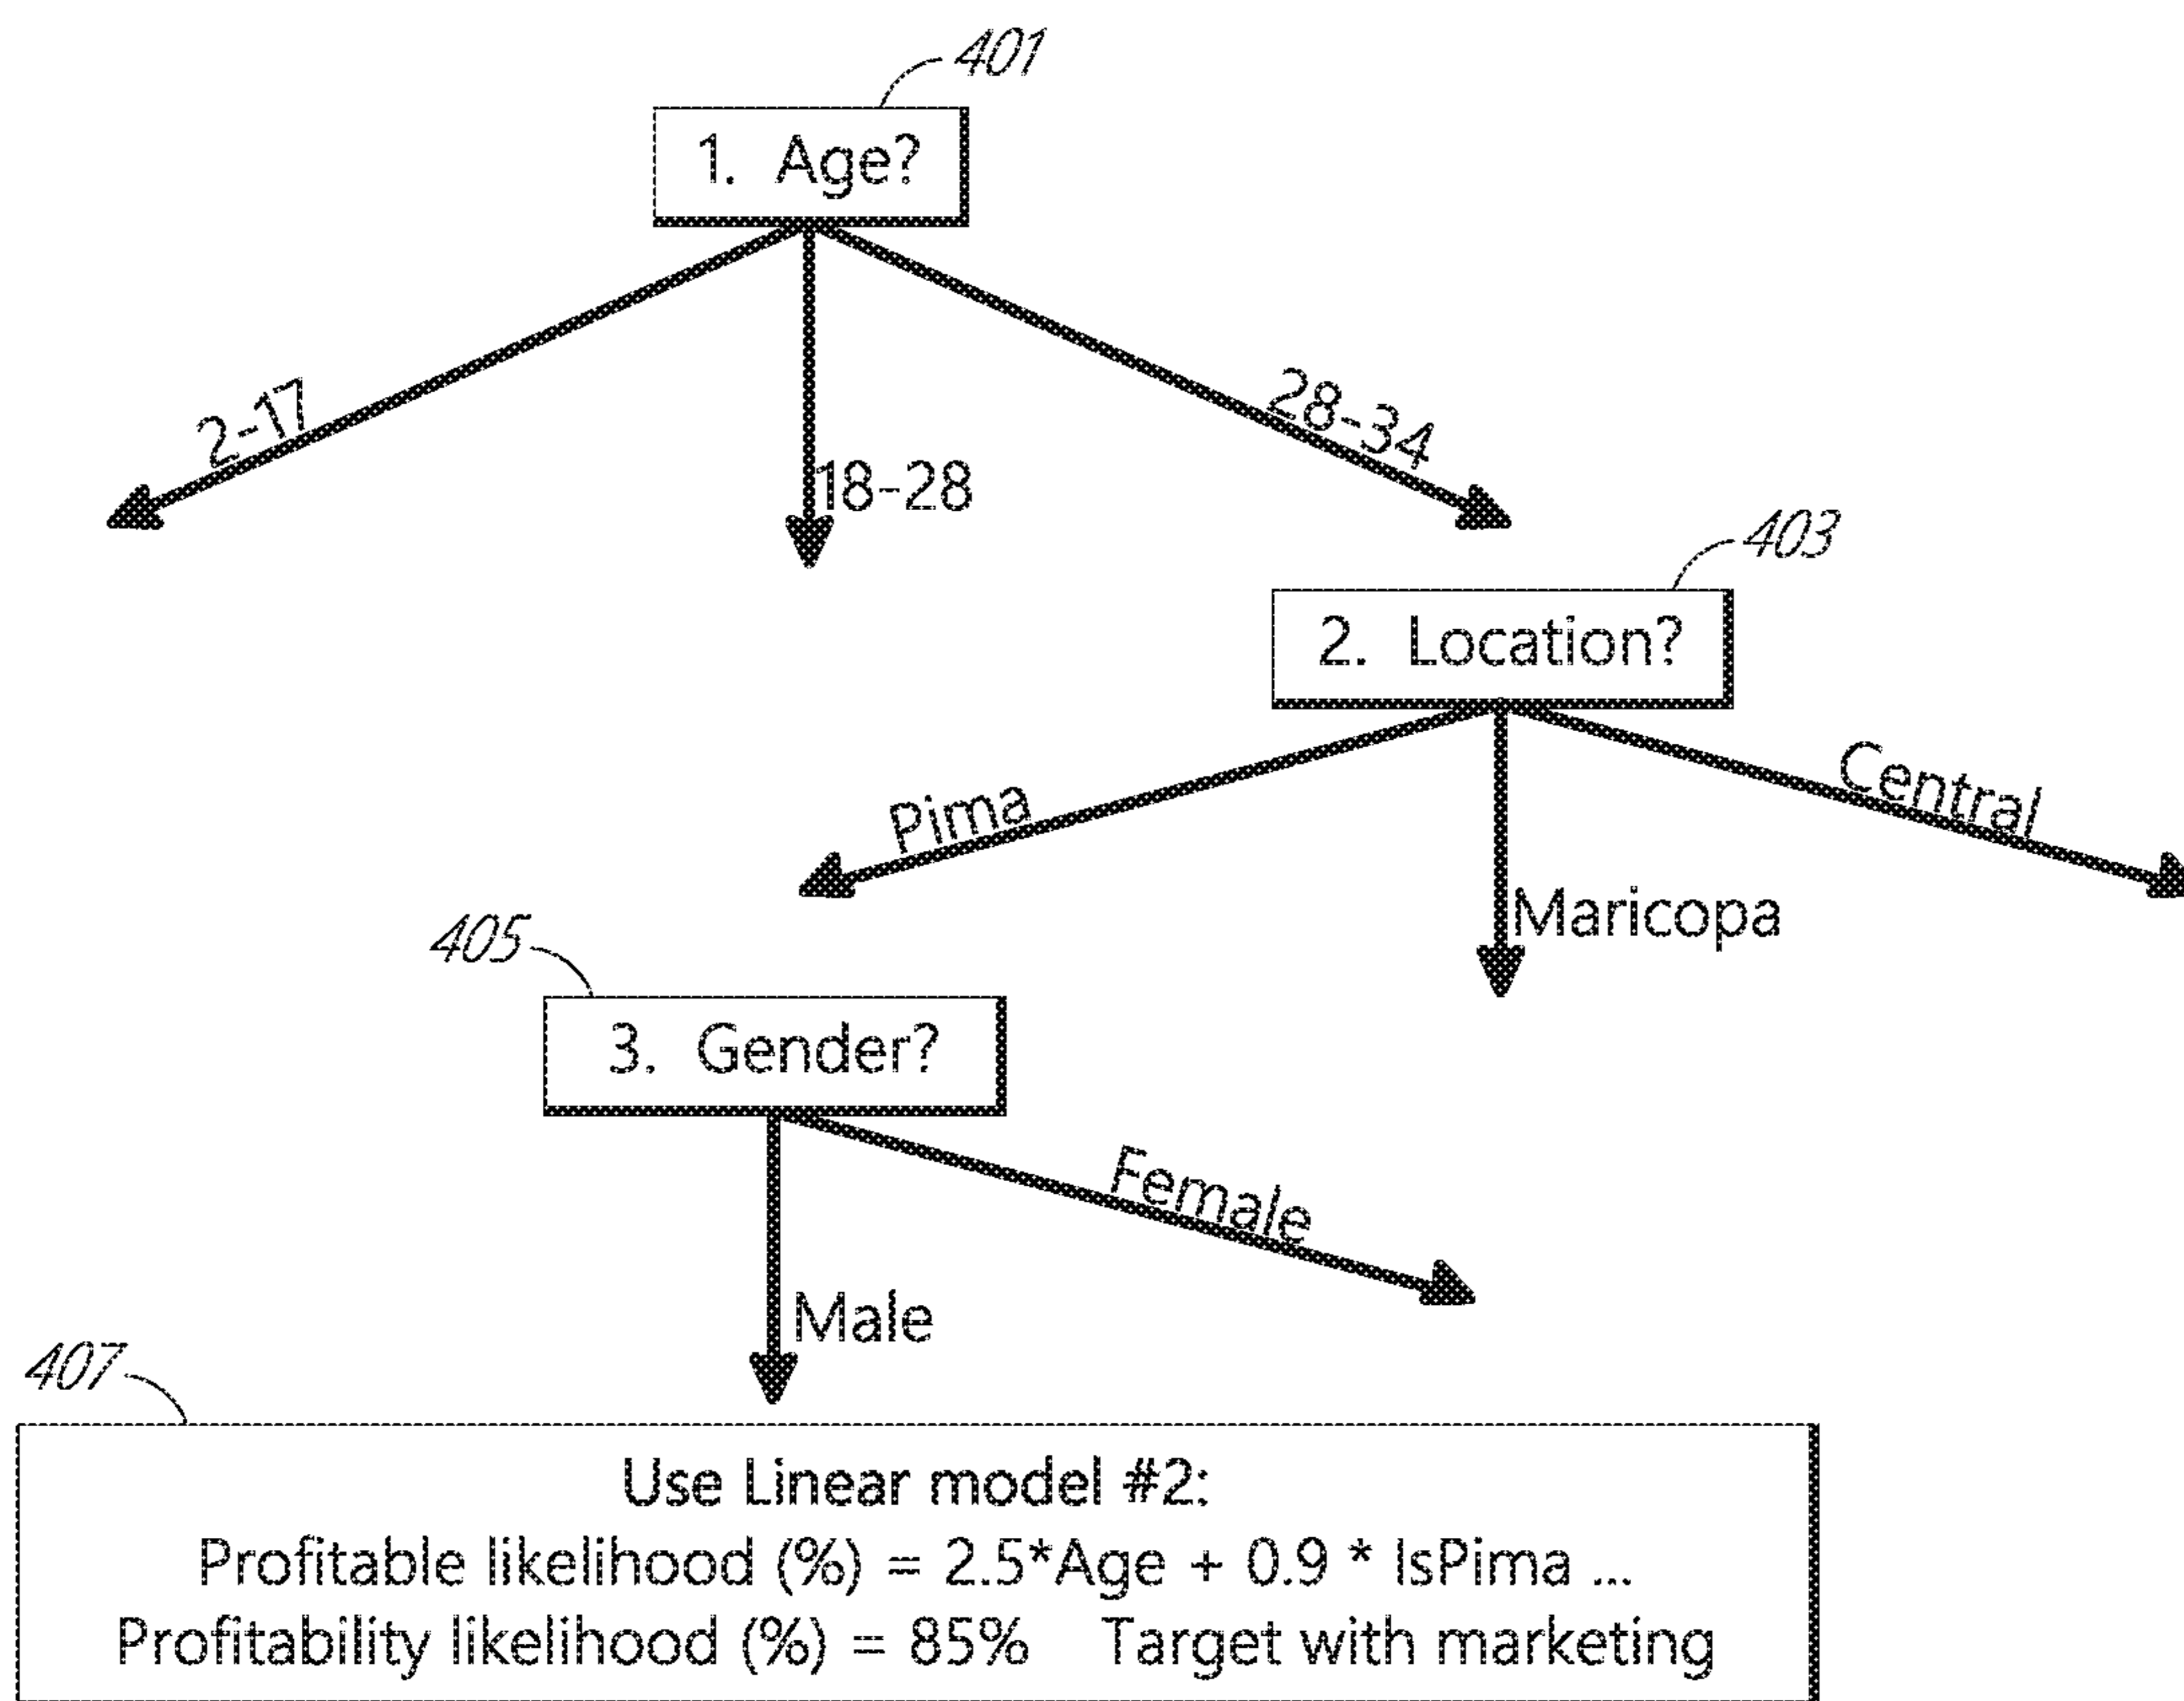 401
1. Age?
2-17
18-28
28-34
403
2. Location?
Pima
Maricopa
Central
405
3. Gender?
Female
Male
407
Use Linear model #2:
Profitable likelihood (%) = 2.5*Age + 0.9 * IsPima ...
Profitability likelihood (%) = 85% Target with marketing